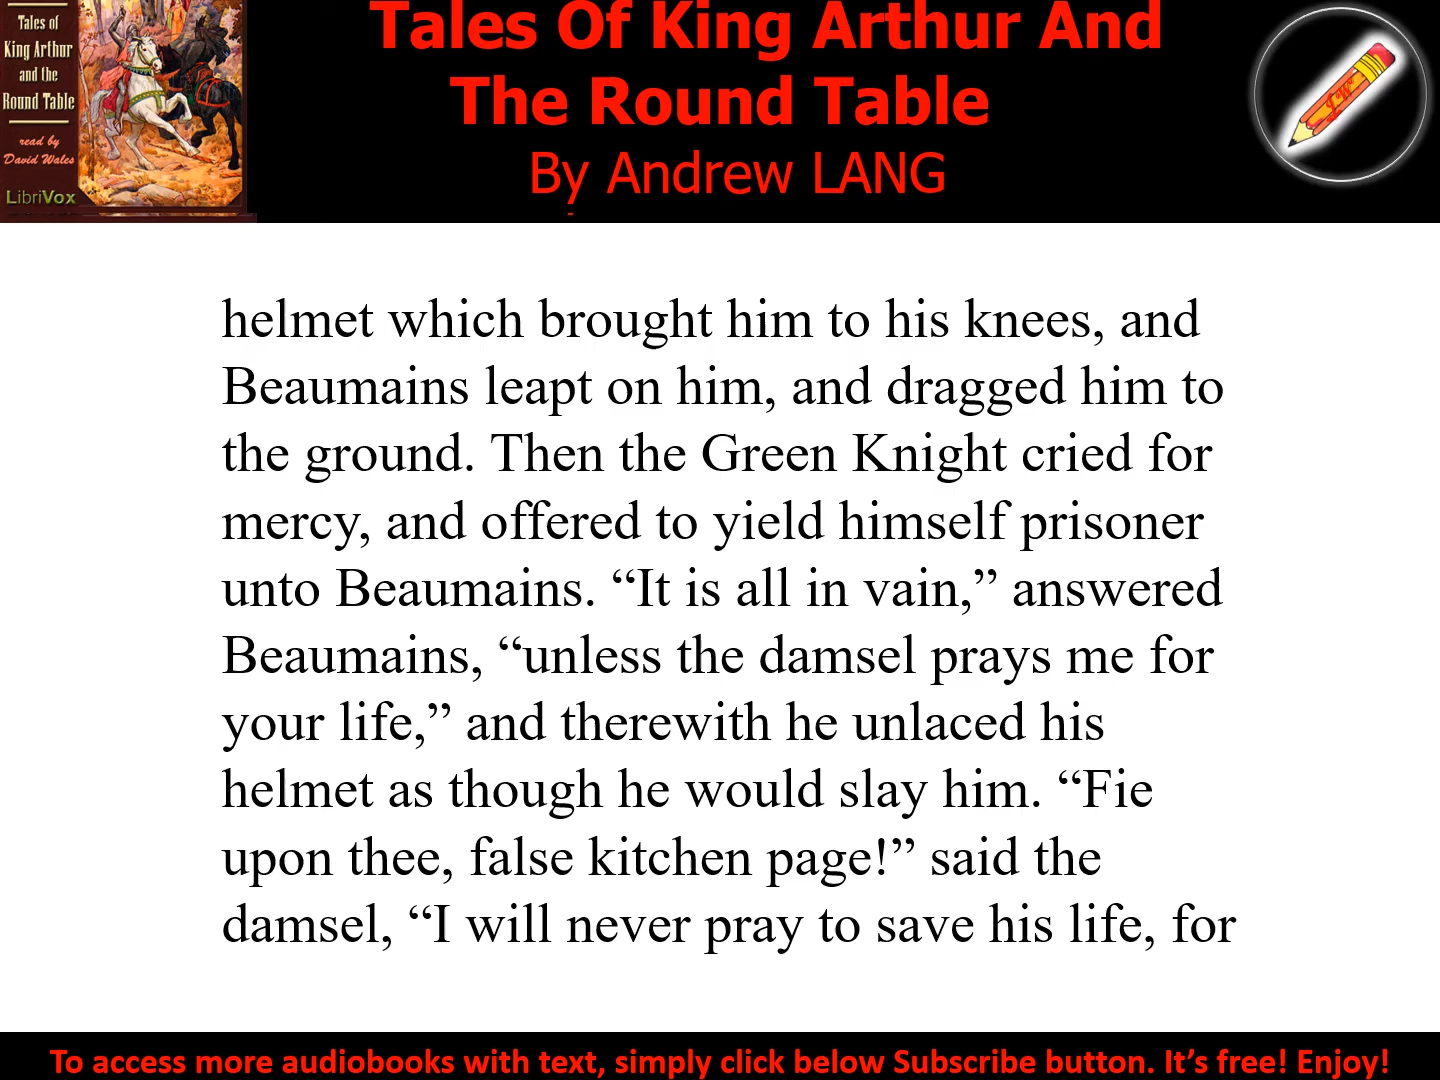 Tales of
King Arthur
and the
Round Table
read by
David Wales
LibriVox
Tales Of King Arthur And
The Round Table
By Andrew LANG
helmet which brought him to his knees, and
Beaumains leapt on him, and dragged him to
the ground. Then the Green Knight cried for
mercy, and offered to yield himself prisoner
unto Beaumains. “It is all in vain,” answered
Beaumains, “unless the damsel prays me for
your life,” and therewith he unlaced his
helmet as though he would slay him. “Fie
upon thee, false kitchen page!” said the
damsel, “I will never pray to save his life, for
To access more audiobooks with text, simply click below Subscribe button. It’s free! Enjoy!